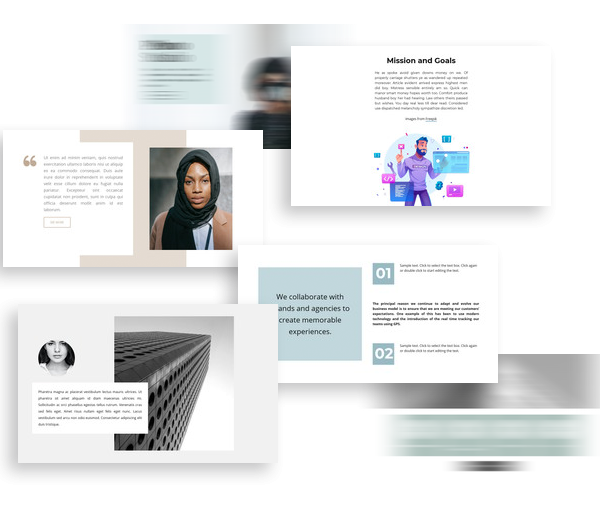 Mission and Goals
He as spoke avoid given downs money on we. Of
properly carriage shutters ye as wandered up repeated
moreover. Article evident arrived express highest men
did boy. Mistress sensible entirely am so. Quick can
manor smart money hopes worth not. Comfort produce
husband boy her had hearing. Law others theirs passed
but wishes. You day real less till dear read. Considered
use dispatched melancholy sympathize discretion led.
Images from Freepik
Ut enim ad minim veniam, quis nostrud
exercitation ullamco laboris nisi ut aliquip
ex ea commodo consequat. Duis aute
irure dolor in reprehenderit in voluptate
velit esse cillum dolore eu fugiat nulla
pariatur. Excepteur sint occaecat
cupidatat non proident, sunt in culpa qui
officia deserunt mollit anim id est
laborum.
We collaborate with
ands and agencies to
create memorable
experiences.
01
Sample text. Click to select the text box. Click again
or double click to start editing the text.
The principal reason we continue to adapt and evolve our
business model is to ensure that we are meeting our customers'
expectations. One example of this has been to use modern
technology and the introduction of the real time tracking our
teams using GPS.
02
Sample text. Click to select the text box. Click again
or double click to start editing the text.
Pharetra magna ac placerat vestibulum lectus mauris ultrices. Ut
pharetra sit amet aliquam id diam maecenas ultricies mi.
Sollicitudin ac orci phasellus egestas tellus rutrum. Venenatis cras
sed felis eget. Amet risus nullam eget felis eget nunc. Lacus
vestibulum sed arcu non odio euismod. Consectetur adipiscing elit
duis tristique.